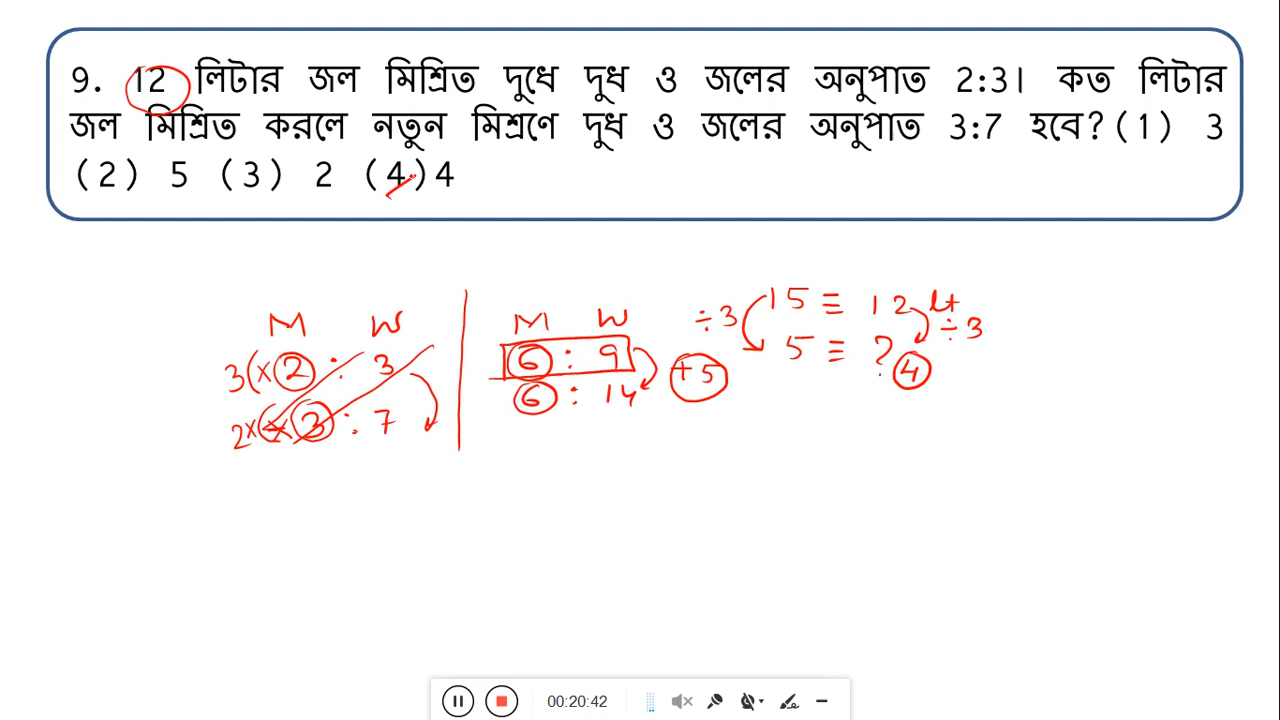 9. 12 লিটার জল মিশ্রিত দুধে দুধ ও জলের অনুপাত 2:3। কত লিটার
জল মিশ্রিত করলে নতুন মিশ্রণে দুধ ও জলের অনুপাত 3:7 হবে?(1) 3
(2) 5 (3) 2 (4) 4
M W
3(×2 : 3
2× 3 : 7
M W
6 : 9
6 : 14
+5
÷3 15 ≡ 12 lt ÷3
5 ≡ ? 4
00:20:42